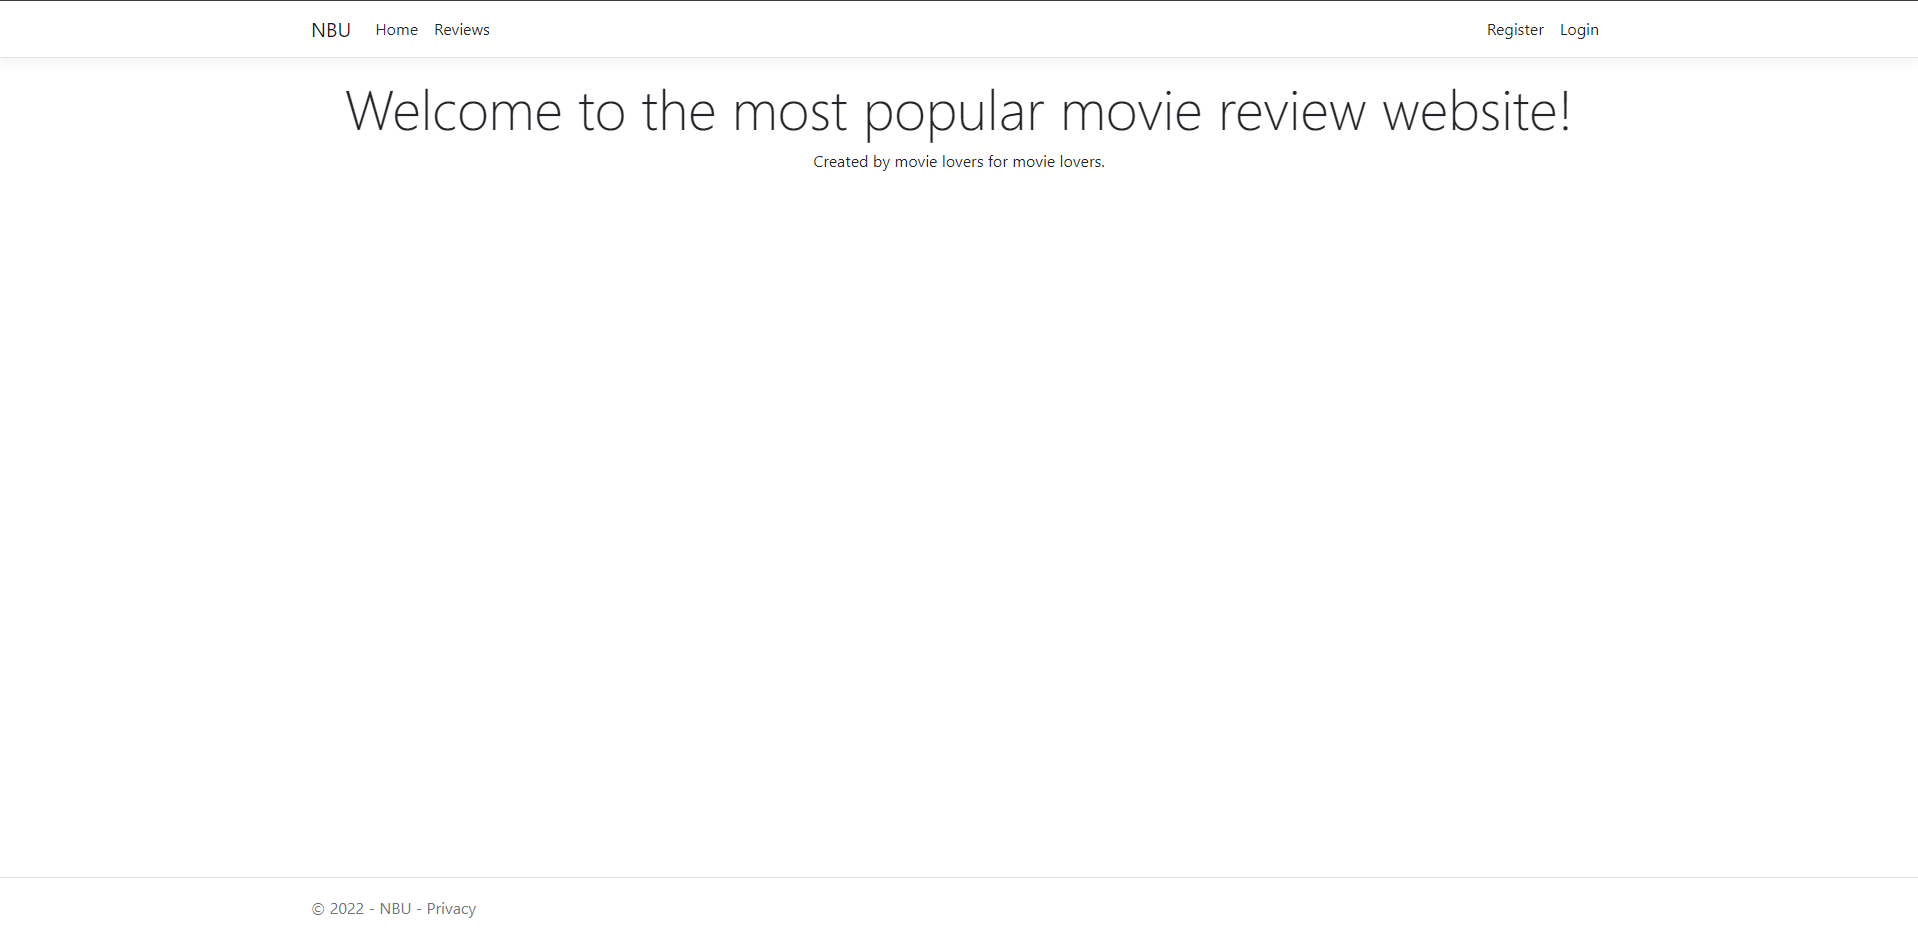 NBU Home Reviews Register Login
Welcome to the most popular movie review website!
Created by movie lovers for movie lovers.
© 2022 - NBU - Privacy